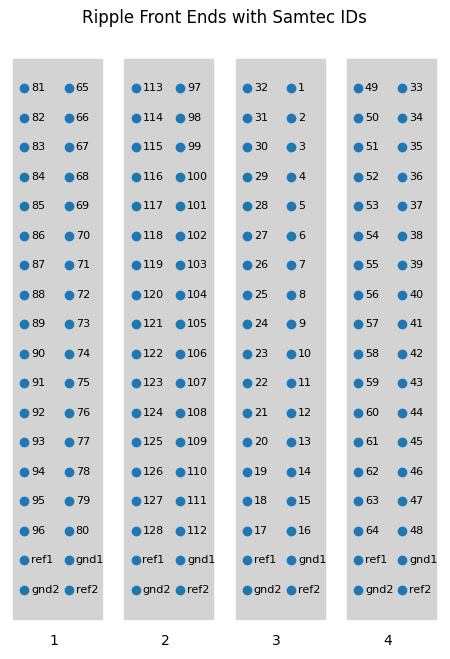 Ripple Front Ends with Samtec IDs
81 65 113 97 32 1 49 33
82 66 114 98 31 2 50 34
83 67 115 99 30 3 51 35
84 68 116 100 29 4 52 36
85 69 117 101 28 5 53 37
86 70 118 102 27 6 54 38
87 71 119 103 26 7 55 39
88 72 120 104 25 8 56 40
89 73 121 105 24 9 57 41
90 74 122 106 23 10 58 42
91 75 123 107 22 11 59 43
92 76 124 108 21 12 60 44
93 77 125 109 20 13 61 45
94 78 126 110 19 14 62 46
95 79 127 111 18 15 63 47
96 80 128 112 17 16 64 48
ref1 gnd1 ref1 gnd1 ref1 gnd1 ref1 gnd1
gnd2 ref2 gnd2 ref2 gnd2 ref2 gnd2 ref2
1 2 3 4